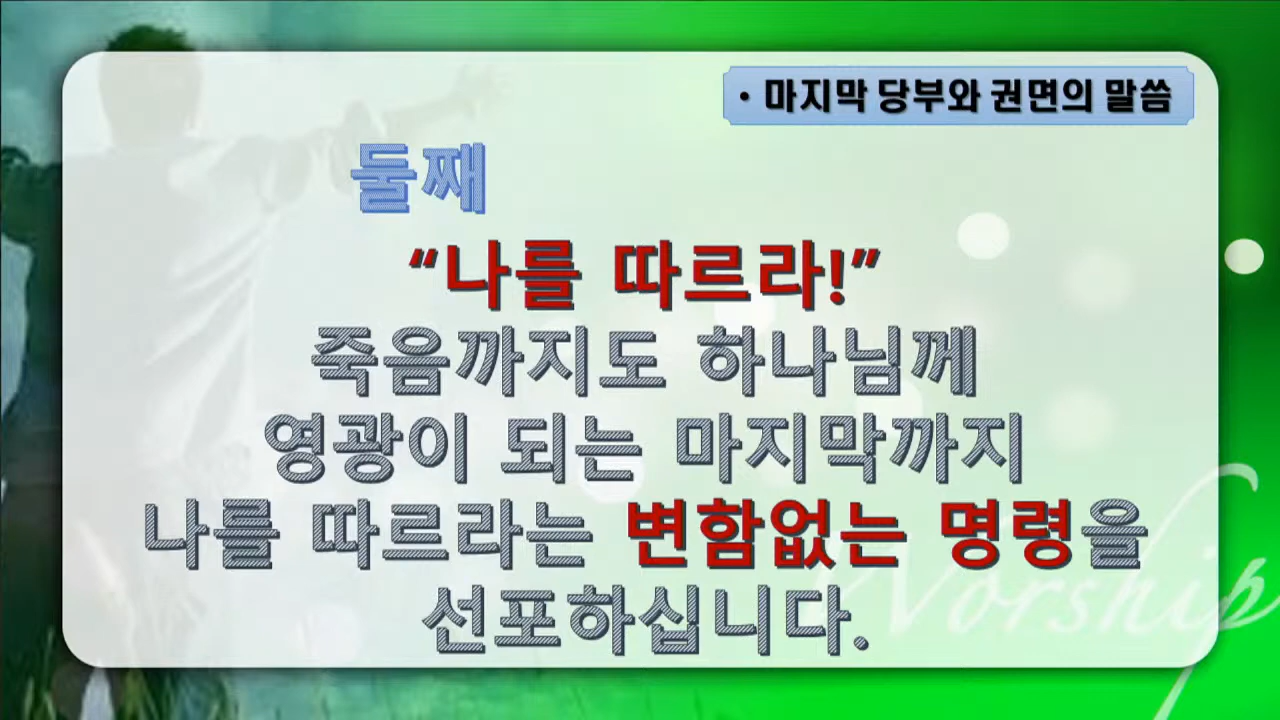 • 마지막 당부와 권면의 말씀
둘째
“나를 따르라!”
죽음까지도 하나님께
영광이 되는 마지막까지
나를 따르라는 변함없는 명령을
선포하십니다.
Worship